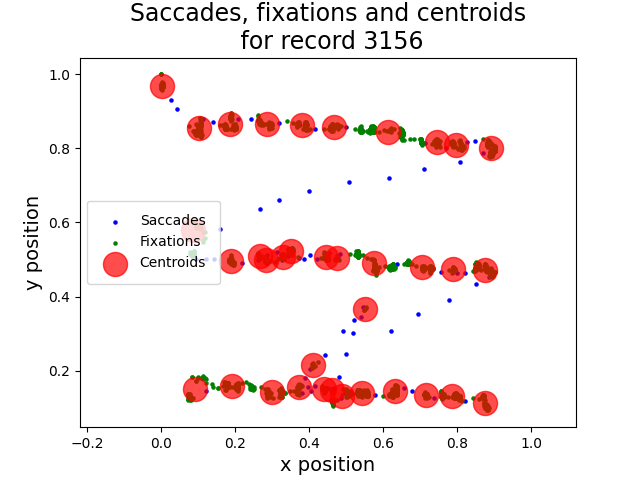 Saccades, fixations and centroids
for record 3156
1.0
0.8
0.6
0.4
0.2
y position
Saccades
Fixations
Centroids
−0.2
0.0
0.2
0.4
0.6
0.8
1.0
x position